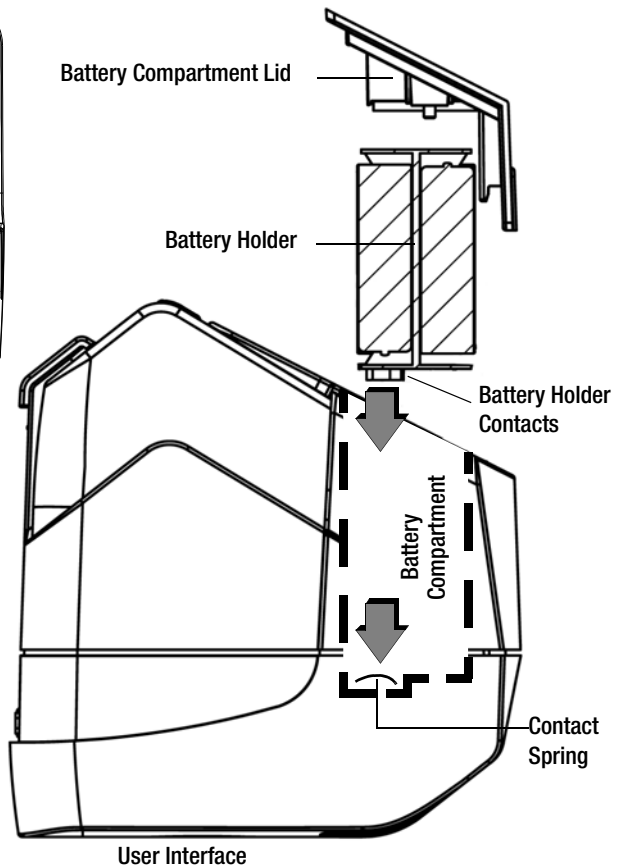 Battery Compartment Lid
Battery Holder
Battery Holder
Contacts
Battery
Compartment
Contact
Spring
User Interface